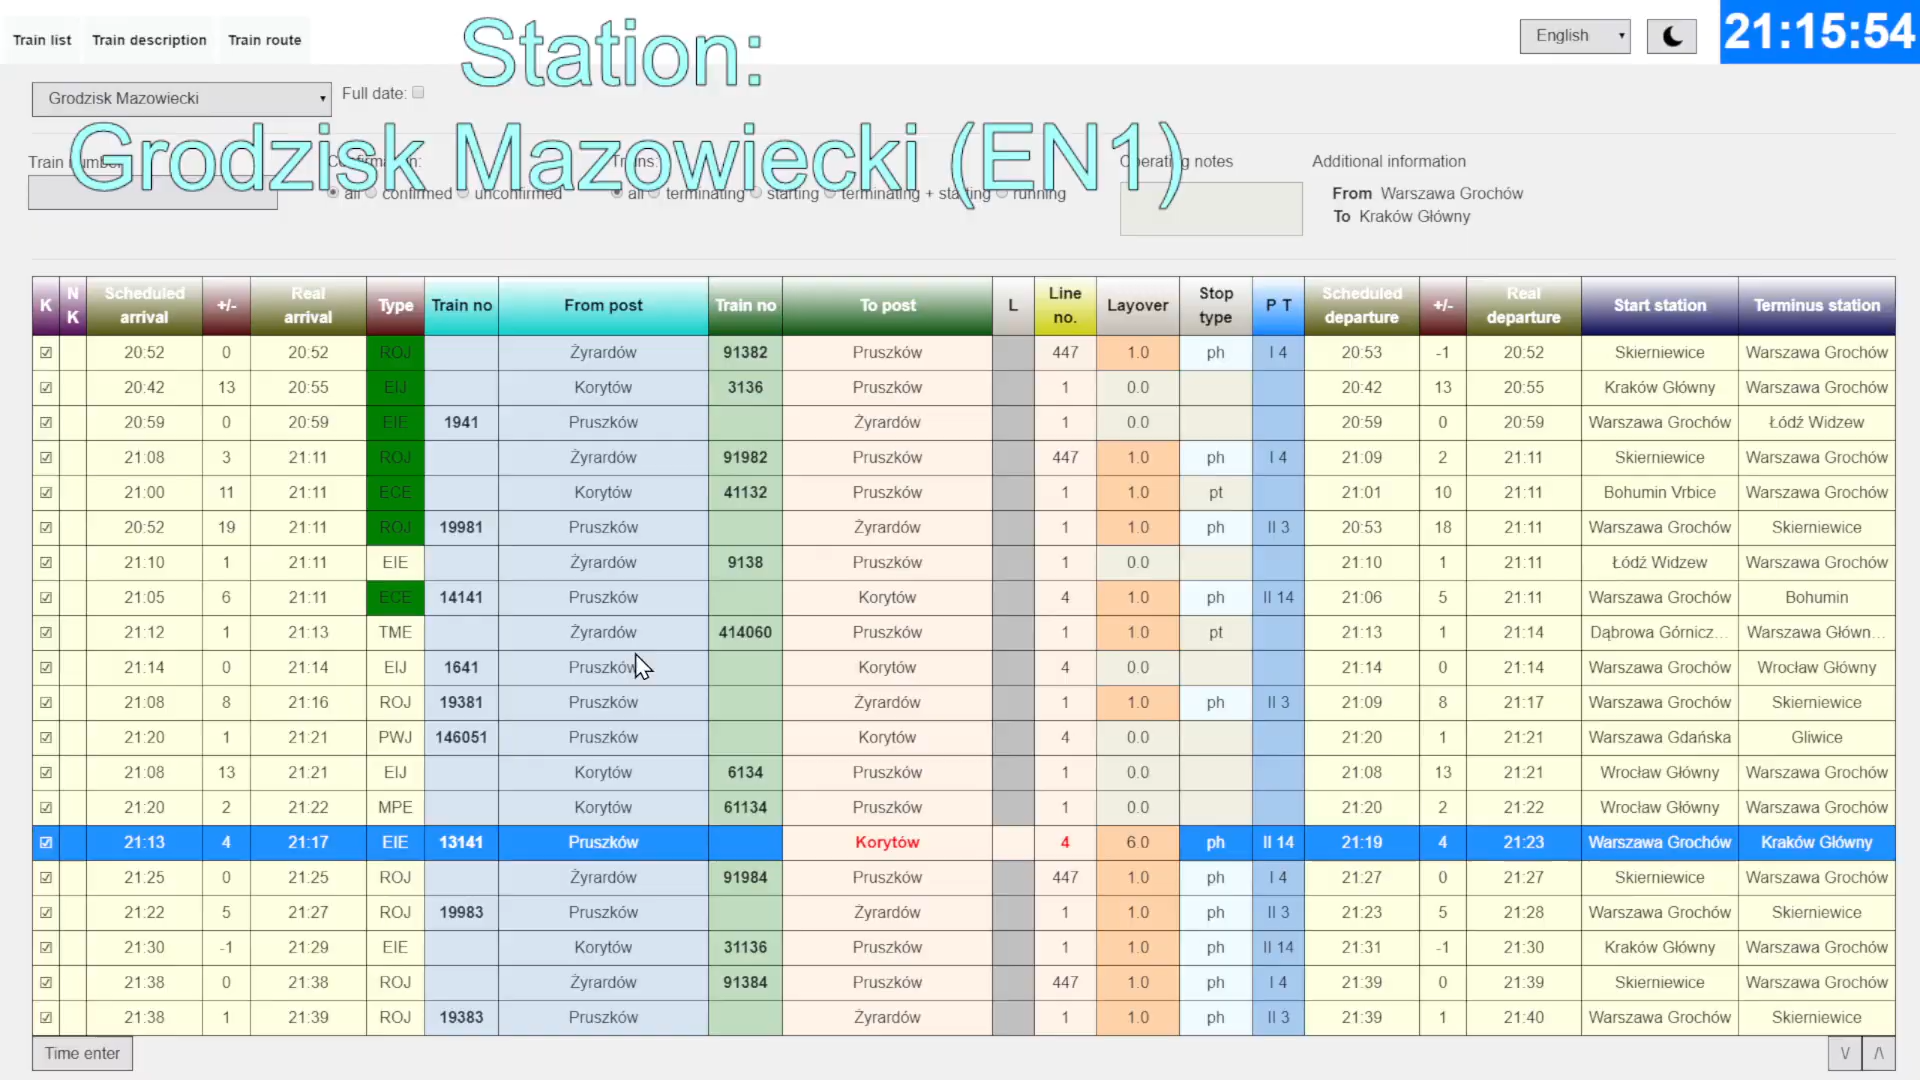 Train list Train description Train route
Station:
English
21:15:54
Grodzisk Mazowiecki
Full date:
Grodzisk Mazowiecki (EN1)
Train number Confirmation: Trains: Operating notes Additional information
all confirmed unconfirmed all terminating starting terminating + starting running
From Warszawa Grochów
To Kraków Główny
K N K Scheduled arrival +/- Real arrival Type Train no From post Train no To post L Line no. Layover Stop type P T Scheduled departure +/- Real departure Start station Terminus station
20:52 0 20:52 ROJ Żyrardów 91382 Pruszków 447 1.0 ph I 4 20:53 -1 20:52 Skierniewice Warszawa Grochów
20:42 13 20:55 EIJ Korytów 3136 Pruszków 1 0.0 20:42 13 20:55 Kraków Główny Warszawa Grochów
20:59 0 20:59 EIE 1941 Pruszków Żyrardów 1 0.0 20:59 0 20:59 Warszawa Grochów Łódź Widzew
21:08 3 21:11 ROJ Żyrardów 91982 Pruszków 447 1.0 ph I 4 21:09 2 21:11 Skierniewice Warszawa Grochów
21:00 11 21:11 ECE Korytów 41132 Pruszków 1 1.0 pt 21:01 10 21:11 Bohumin Vrbice Warszawa Grochów
20:52 19 21:11 ROJ 19981 Pruszków Żyrardów 1 1.0 ph II 3 20:53 18 21:11 Warszawa Grochów Skierniewice
21:10 1 21:11 EIE Żyrardów 9138 Pruszków 1 0.0 21:10 1 21:11 Łódź Widzew Warszawa Grochów
21:05 6 21:11 ECE 14141 Pruszków Korytów 4 1.0 ph II 14 21:06 5 21:11 Warszawa Grochów Bohumin
21:12 1 21:13 TME Żyrardów 414060 Pruszków 1 1.0 pt 21:13 1 21:14 Dąbrowa Górnicz... Warszawa Główn...
21:14 0 21:14 EIJ 1641 Pruszków Korytów 4 0.0 21:14 0 21:14 Warszawa Grochów Wrocław Główny
21:08 8 21:16 ROJ 19381 Pruszków Żyrardów 1 1.0 ph II 3 21:09 8 21:17 Warszawa Grochów Skierniewice
21:20 1 21:21 PWJ 146051 Pruszków Korytów 4 0.0 21:20 1 21:21 Warszawa Gdańska Gliwice
21:08 13 21:21 EIJ Korytów 6134 Pruszków 1 0.0 21:08 13 21:21 Wrocław Główny Warszawa Grochów
21:20 2 21:22 MPE Korytów 61134 Pruszków 1 0.0 21:20 2 21:22 Wrocław Główny Warszawa Grochów
21:13 4 21:17 EIE 13141 Pruszków Korytów 4 6.0 ph II 14 21:19 4 21:23 Warszawa Grochów Kraków Główny
21:25 0 21:25 ROJ Żyrardów 91984 Pruszków 447 1.0 ph I 4 21:27 0 21:27 Skierniewice Warszawa Grochów
21:22 5 21:27 ROJ 19983 Pruszków Żyrardów 1 1.0 ph II 3 21:23 5 21:28 Warszawa Grochów Skierniewice
21:30 -1 21:29 EIE Korytów 31136 Pruszków 1 1.0 ph II 14 21:31 -1 21:30 Kraków Główny Warszawa Grochów
21:38 0 21:38 ROJ Żyrardów 91384 Pruszków 447 1.0 ph I 4 21:39 0 21:39 Skierniewice Warszawa Grochów
21:38 1 21:39 ROJ 19383 Pruszków Żyrardów 1 1.0 ph II 3 21:39 1 21:40 Warszawa Grochów Skierniewice
Time enter \/ /\